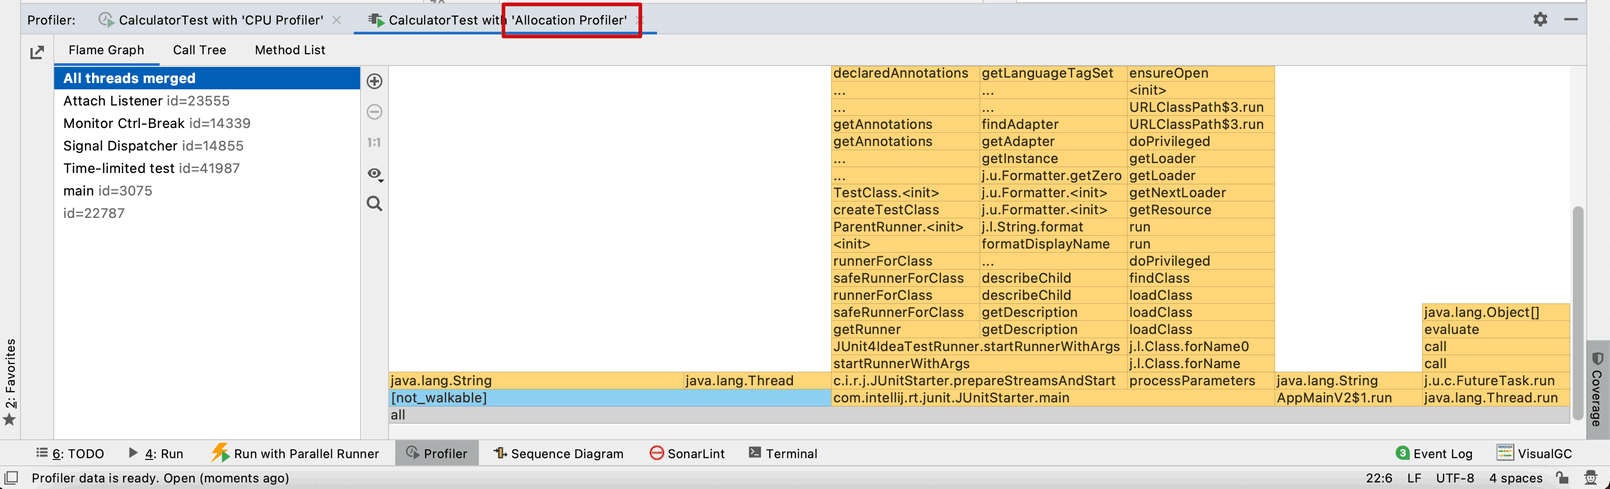 Profiler: CalculatorTest with 'CPU Profiler' × CalculatorTest with 'Allocation Profiler' ×
Flame Graph Call Tree Method List
All threads merged
Attach Listener id=23555
Monitor Ctrl-Break id=14339
Signal Dispatcher id=14855
Time-limited test id=41987
main id=3075
id=22787
1:1
declaredAnnotations getLanguageTagSet ensureOpen
... ... <init>
... ... URLClassPath$3.run
getAnnotations findAdapter URLClassPath$3.run
getAnnotations getAdapter doPrivileged
... getInstance getLoader
... j.u.Formatter.getZero getLoader
TestClass.<init> j.u.Formatter.<init> getNextLoader
createTestClass j.u.Formatter.<init> getResource
ParentRunner.<init> j.l.String.format run
<init> formatDisplayName run
runnerForClass ... doPrivileged
safeRunnerForClass describeChild findClass
runnerForClass describeChild loadClass
safeRunnerForClass getDescription loadClass java.lang.Object[]
getRunner getDescription loadClass evaluate
JUnit4IdeaTestRunner.startRunnerWithArgs j.l.Class.forName0 call
startRunnerWithArgs j.l.Class.forName call
java.lang.String java.lang.Thread c.i.r.j.JUnitStarter.prepareStreamsAndStart processParameters java.lang.String j.u.c.FutureTask.run
[not_walkable] com.intellij.rt.junit.JUnitStarter.main AppMainV2$1.run java.lang.Thread.run
all
2: Favorites
Coverage
6: TODO 4: Run Run with Parallel Runner Profiler Sequence Diagram SonarLint Terminal 3 Event Log VisualGC
Profiler data is ready. Open (moments ago) 22:6 LF UTF-8 4 spaces